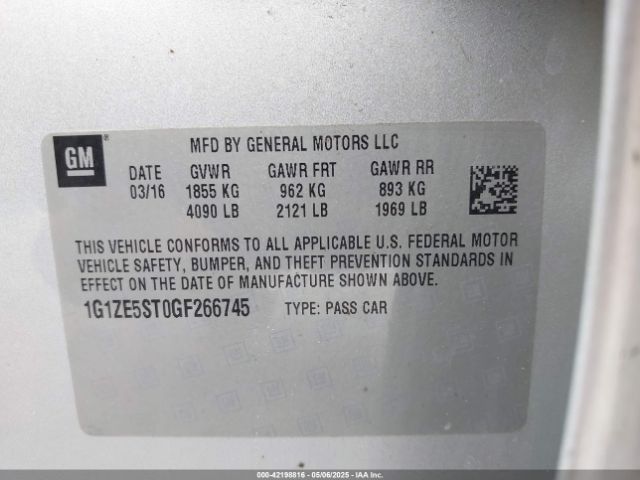 GM
MFD BY GENERAL MOTORS LLC
DATE GVWR GAWR FRT GAWR RR
03/16 1855 KG 962 KG 893 KG
4090 LB 2121 LB 1969 LB
THIS VEHICLE CONFORMS TO ALL APPLICABLE U.S. FEDERAL MOTOR
VEHICLE SAFETY, BUMPER, AND THEFT PREVENTION STANDARDS IN
EFFECT ON THE DATE OF MANUFACTURE SHOWN ABOVE.
1G1ZE5ST0GF266745 TYPE: PASS CAR
000-42198816 - 05/06/2025 - IAA Inc.